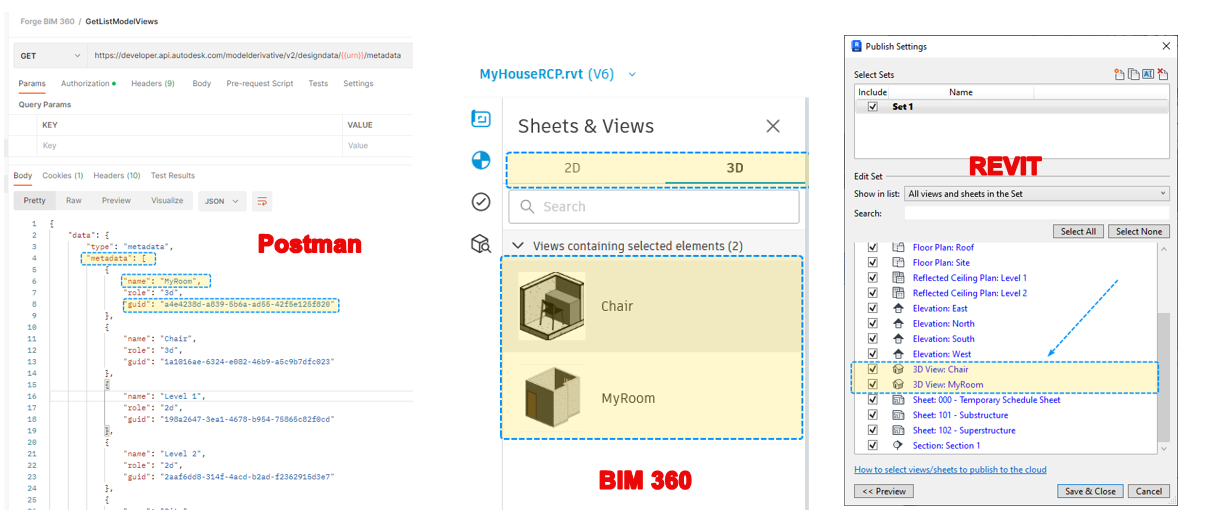 Forge BIM 360 / GetListModelViews
GET
https://developer.api.autodesk.com/modelderivative/v2/designdata/{{urn}}/metadata
Params Authorization Headers (9) Body Pre-request Script Tests Settings
Query Params
KEY VALUE
Key Value
Body Cookies (1) Headers (10) Test Results
Pretty Raw Preview Visualize JSON
Postman
1 {
2 "data": {
3 "type": "metadata",
4 "metadata": [
5 {
6 "name": "MyRoom",
7 "role": "3d",
8 "guid": "a4e4238d-a839-5b6a-ad55-42f5e125f820"
9 },
10 {
11 "name": "Chair",
12 "role": "3d",
13 "guid": "1a1016ae-6324-e082-46b9-a5c9b7dfc023"
14 },
15 {
16 "name": "Level 1",
17 "role": "2d",
18 "guid": "198a2647-3ea1-4678-b954-75865c82f0cd"
19 },
20 {
21 "name": "Level 2",
22 "role": "2d",
23 "guid": "2aaf6dd8-314f-4acd-b2ad-f2362915d3e7"
24 },
25 {
MyHouseRCP.rvt (V6)
Sheets & Views
2D 3D
Search
Views containing selected elements (2)
Chair
MyRoom
BIM 360
Publish Settings
Select Sets
Include Name
Set 1
REVIT
Edit Set
Show in list: All views and sheets in the Set
Search:
Select All Select None
Floor Plan: Roof
Floor Plan: Site
Reflected Ceiling Plan: Level 1
Reflected Ceiling Plan: Level 2
Elevation: East
Elevation: North
Elevation: South
Elevation: West
3D View: Chair
3D View: MyRoom
Sheet: 000 - Temporary Schedule Sheet
Sheet: 101 - Substructure
Sheet: 102 - Superstructure
Section: Section 1
How to select views/sheets to publish to the cloud
<< Preview Save & Close Cancel